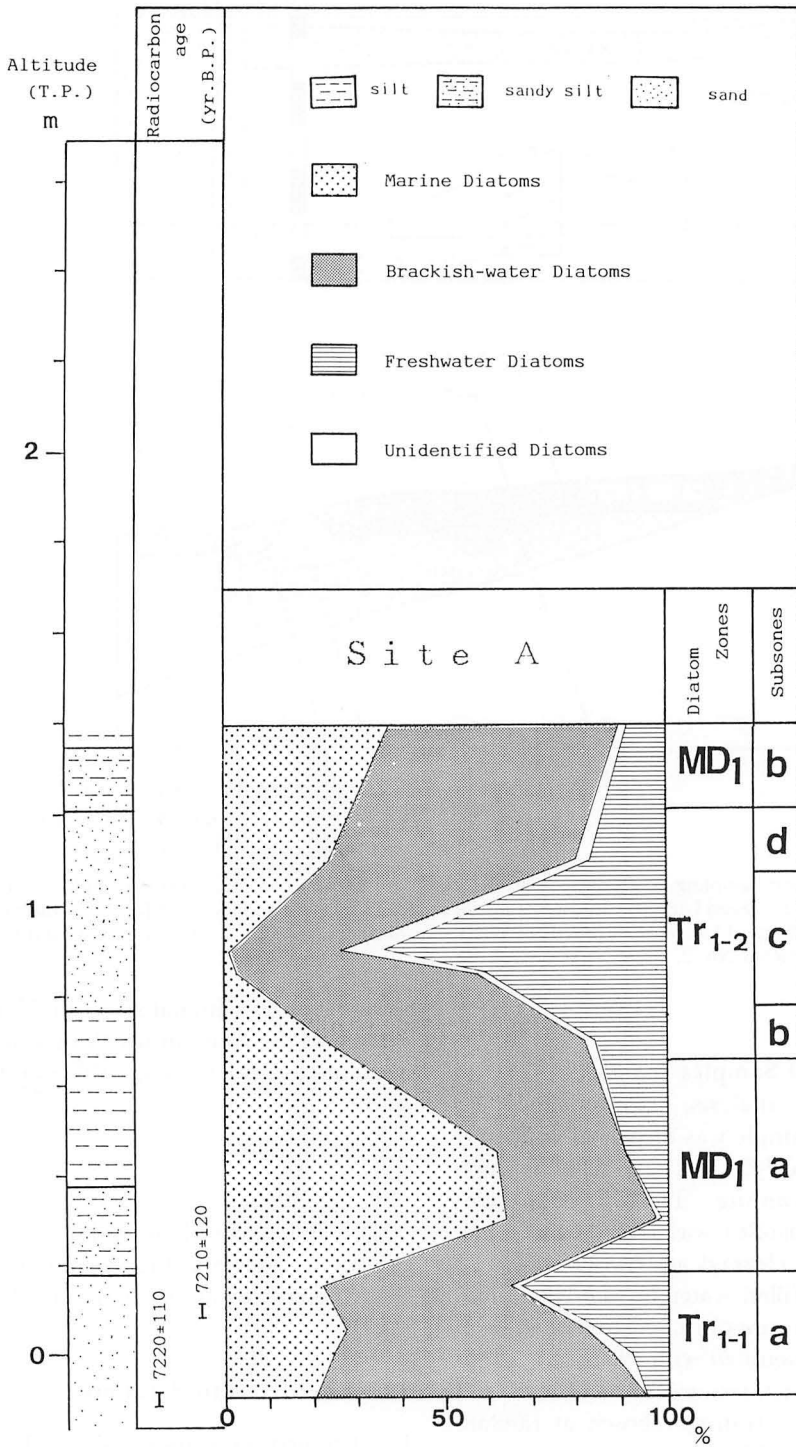 Altitude
(T.P.)
m
Radiocarbon
age
(yr.B.P.)
silt
sandy silt
sand
Marine Diatoms
Brackish-water Diatoms
Freshwater Diatoms
Unidentified Diatoms
2
1
0
Site A
Diatom
Zones
Subsones
MD1
b
Tr1-2
d
c
b
MD1
a
Tr1-1
a
7220±110
I
7210±120
I
0
50
100
%